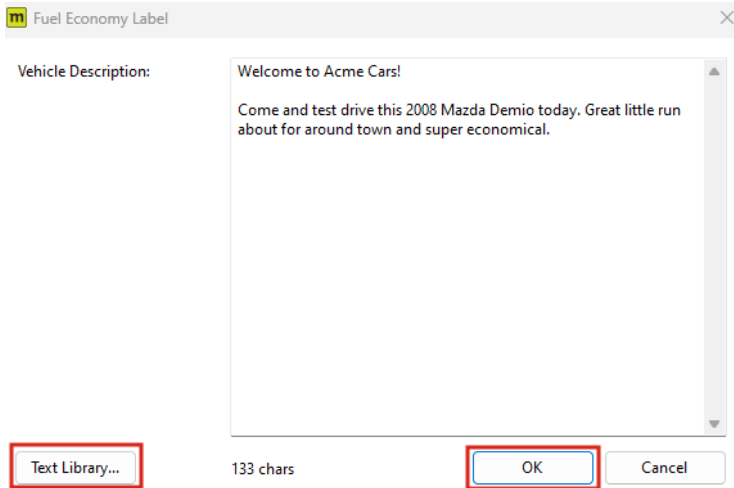 m Fuel Economy Label
Vehicle Description:
Welcome to Acme Cars!
Come and test drive this 2008 Mazda Demio today. Great little run
about for around town and super economical.
Text Library...
133 chars
OK
Cancel